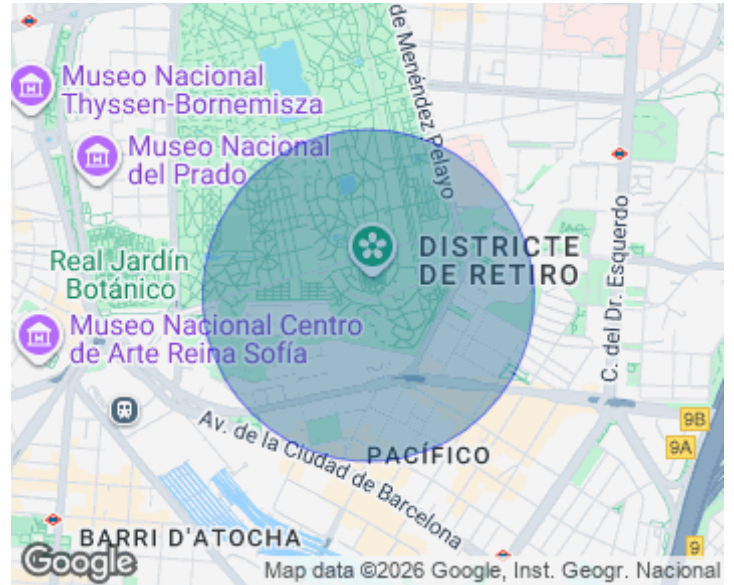 de Menéndez Pelayo
Museo Nacional
Thyssen-Bornemisza
Museo Nacional
del Prado
DISTRICTE
DE RETIRO
Real Jardín
Botánico
C. del Dr. Esquerdo
Museo Nacional Centro
de Arte Reina Sofía
9B
9A
Av. de la Ciudad de Barcelona
PACÍFICO
BARRI D'ATOCHA
9
Google
Map data ©2026 Google, Inst. Geogr. Nacional